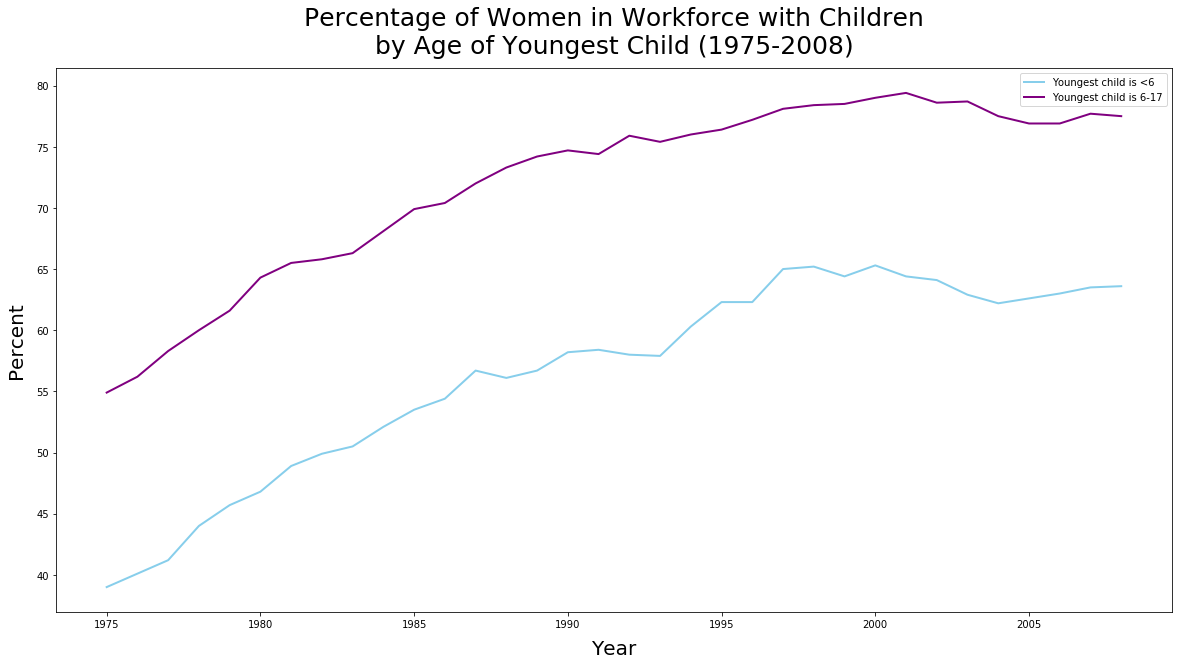 Percentage of Women in Workforce with Children
by Age of Youngest Child (1975-2008)
Youngest child is <6
Youngest child is 6-17
80
75
70
65
60
55
50
45
40
Percent
1975 1980 1985 1990 1995 2000 2005
Year